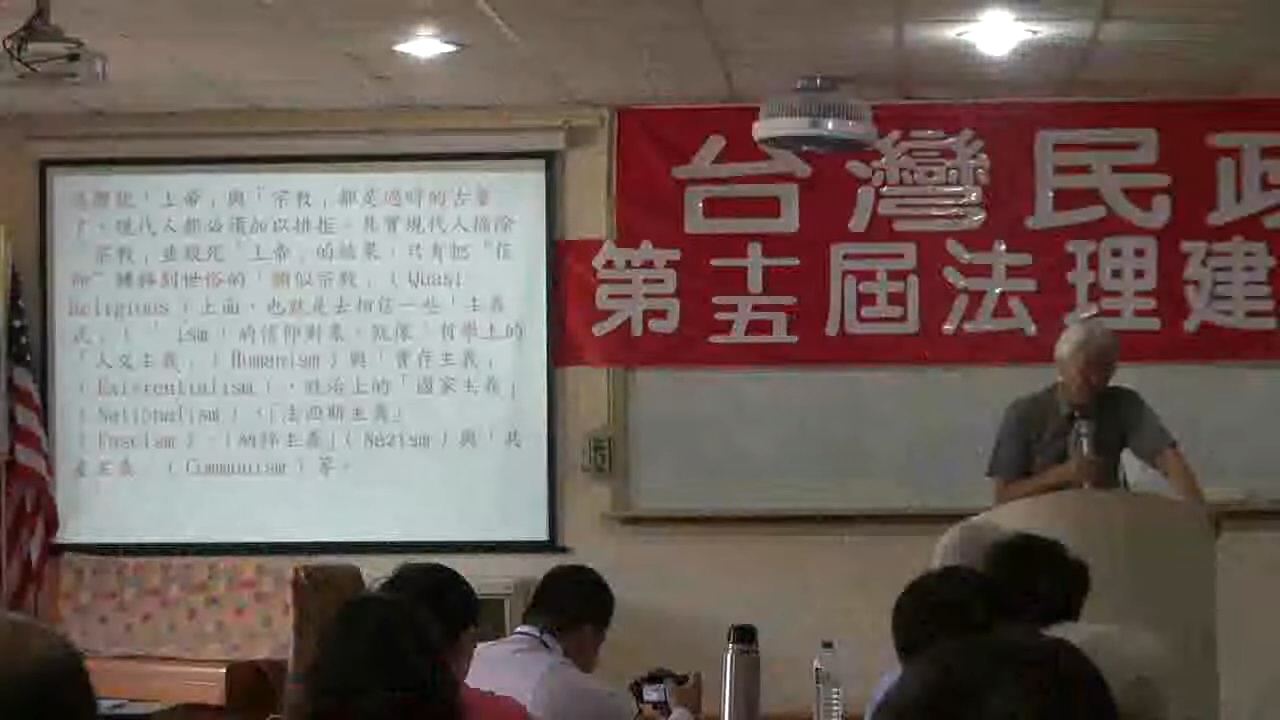 「上帝」與「宗教」都是過時的古董
了，現代人都必須加以排拒。其實現代人掃除
「宗教」並殺死「上帝」的結果，只有把“信
仰”轉移到世俗的「類似宗教」（Quasi
Religious）上面，也就是去相信一些「主義
式」（ism）的信仰對象。就像：哲學上的
「人文主義」（Humanism）與「實存主義」
（Existentialism），政治上的「國家主義」
（Nationalism）、「法西斯主義」
（Fascism）、「納粹主義」（Nazism）與「共
產主義」（Communism）等。
台灣民政
第十五屆法理建